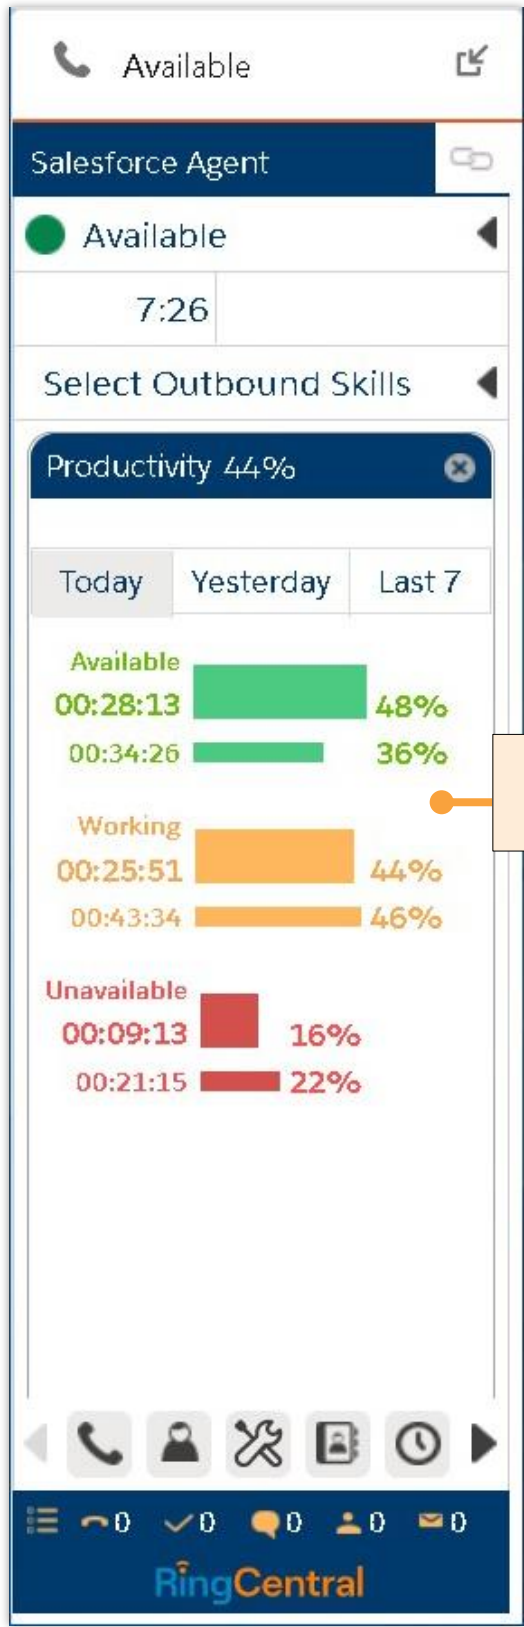 Available
Salesforce Agent
Available
7:26
Select Outbound Skills
Productivity 44%
Today Yesterday Last 7
Available
00:28:13 48%
00:34:26 36%
Working
00:25:51 44%
00:43:34 46%
Unavailable
00:09:13 16%
00:21:15 22%
0 0 0 0 0
RingCentral